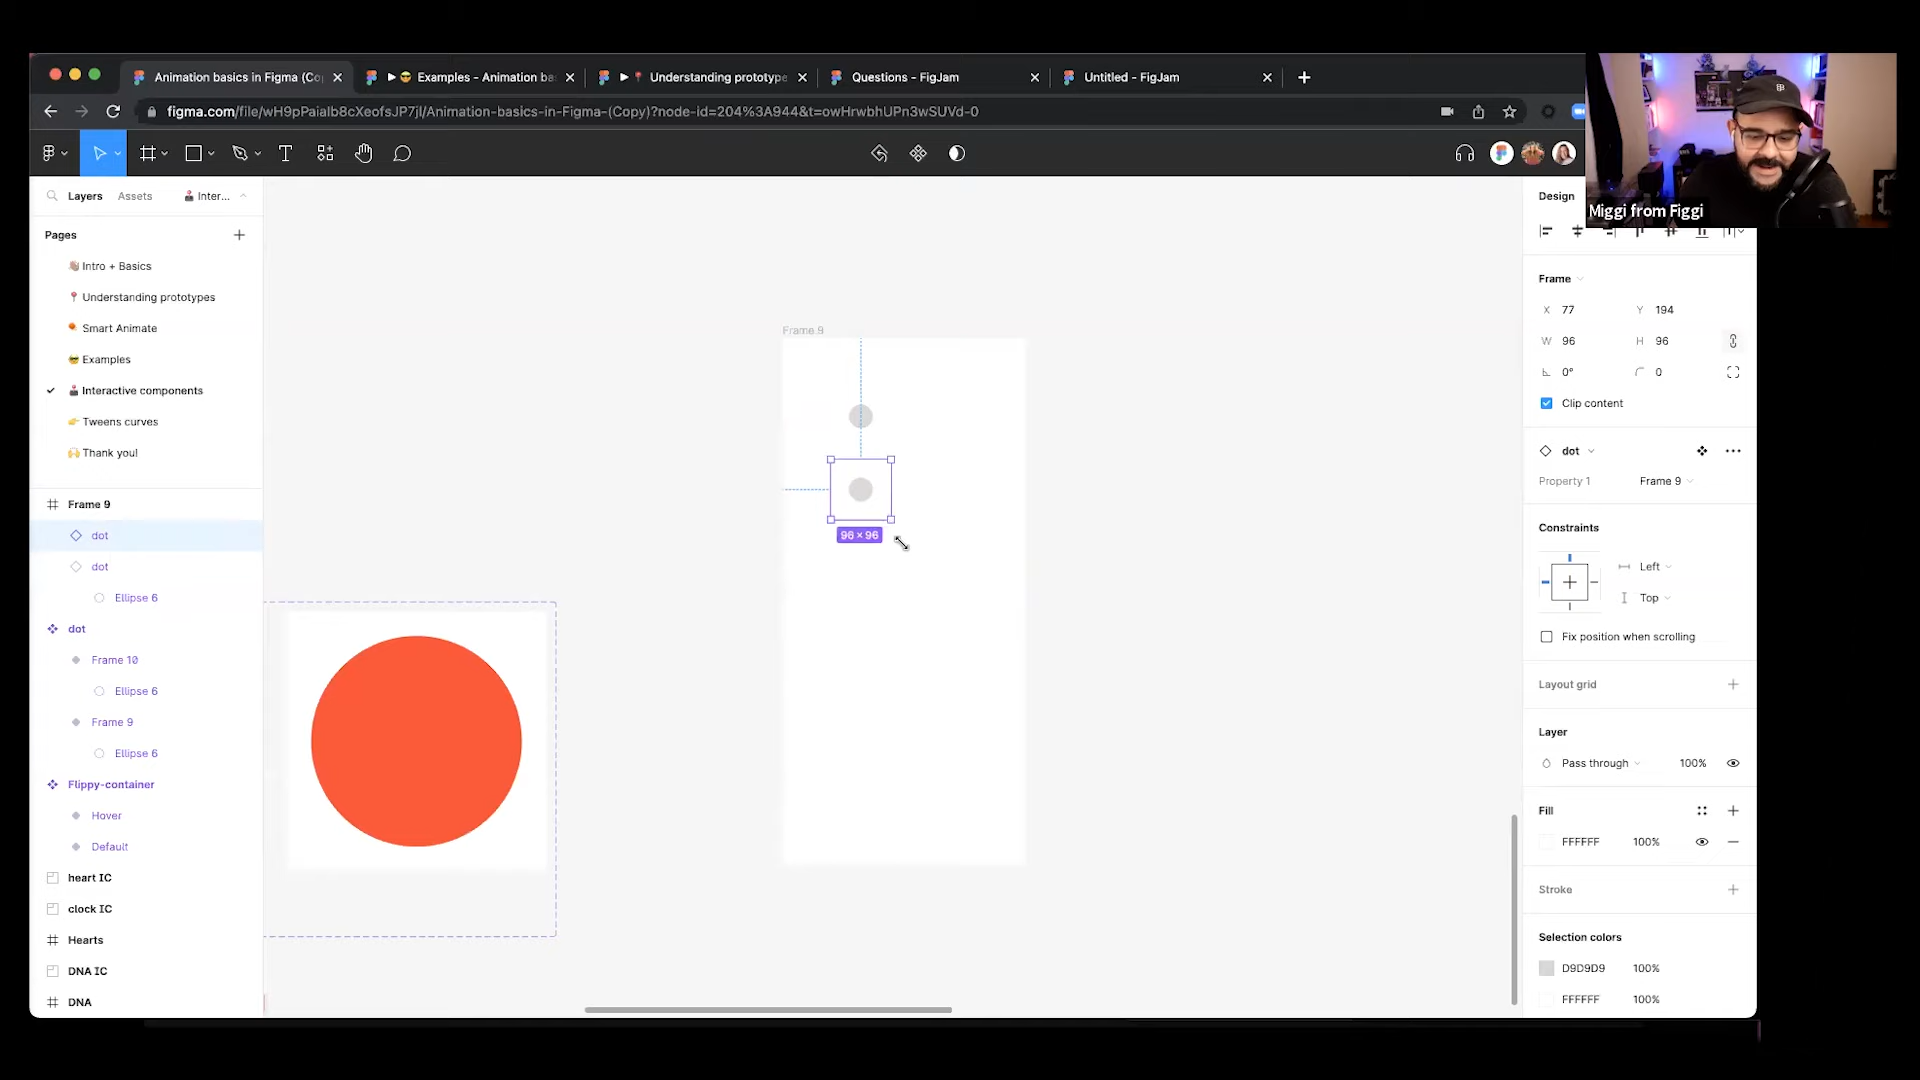 Animation basics in Figma (Co
Examples - Animation ba
Understanding prototype
Questions - FigJam
Untitled - FigJam
figma.com/file/wH9pPaialb8cXeofsJP7jl/Animation-basics-in-Figma-(Copy)?node-id=204%3A944&t=owHrwbhUPn3wSUVd-0
Miggi from Figgi
Layers
Assets
Inter...
Pages
Intro + Basics
Understanding prototypes
Smart Animate
Examples
Interactive components
Tweens curves
Thank you!
Frame 9
dot
dot
Ellipse 6
dot
Frame 10
Ellipse 6
Frame 9
Ellipse 6
Flippy-container
Hover
Default
heart IC
clock IC
Hearts
DNA IC
DNA
Frame 9
96 × 96
Design
Frame
X 77 Y 194
W 96 H 96
0° 0
Clip content
dot
Property 1 Frame 9
Constraints
Left
Top
Fix position when scrolling
Layout grid
Layer
Pass through 100%
Fill
FFFFFF 100%
Stroke
Selection colors
D9D9D9 100%
FFFFFF 100%